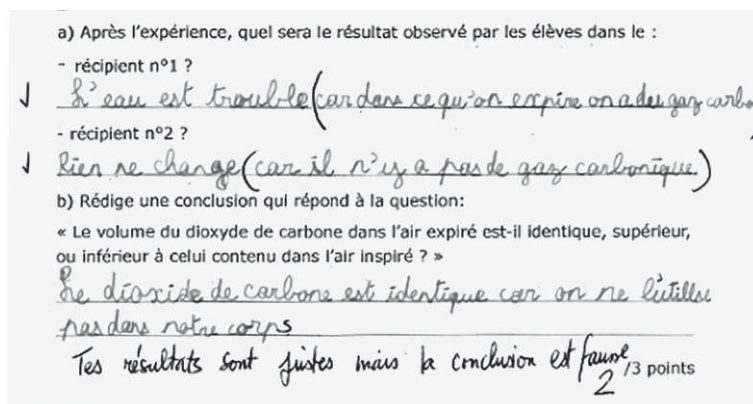 a) Après l'expérience, quel sera le résultat observé par les élèves dans le :
- récipient n°1 ?
L'eau est trouble (car dans ce qu'on expire on a du gaz carbo
- récipient n°2 ?
Rien ne change (car il n'y a pas de gaz carbonique.)
b) Rédige une conclusion qui répond à la question:
« Le volume du dioxyde de carbone dans l'air expiré est-il identique, supérieur,
ou inférieur à celui contenu dans l'air inspiré ? »
Le dioxide de carbone est identique car on ne l'utilise
pas dans notre corps
Tes résultats sont justes mais la conclusion est fausse
2 /3 points